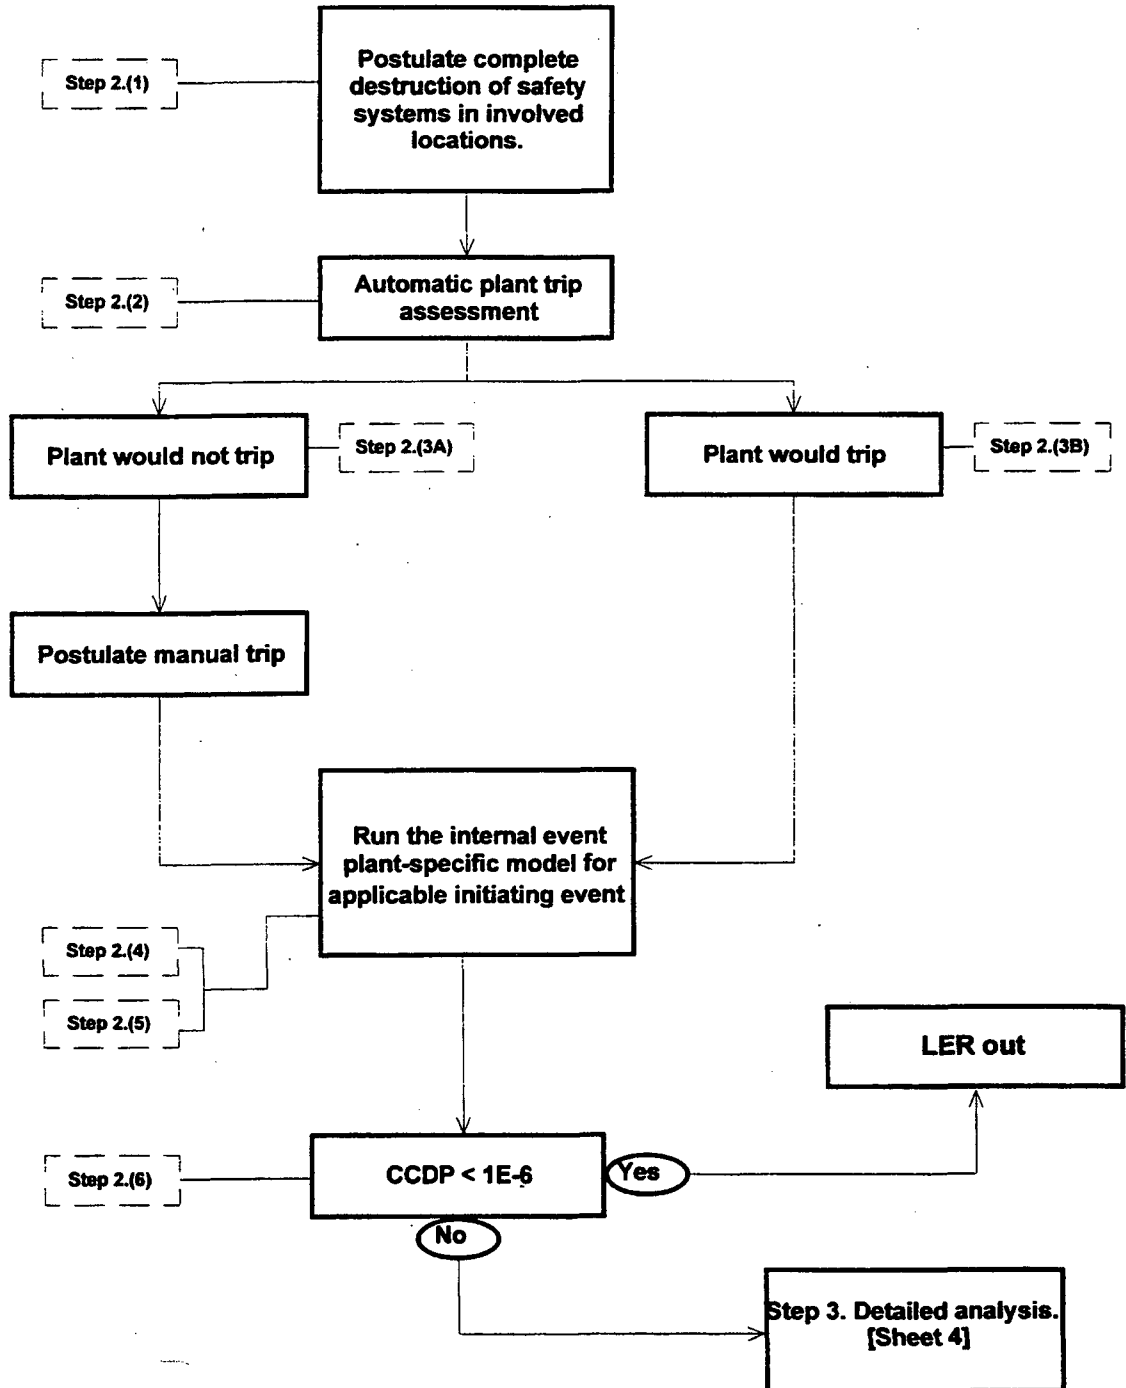 Postulate complete
destruction of safety
systems in involved
locations.
Step 2.(1)
Automatic plant trip
assessment
Step 2.(2)
Plant would not trip
Step 2.(3A)
Plant would trip
Step 2.(3B)
Postulate manual trip
Run the internal event
plant-specific model for
applicable initiating event
Step 2.(4)
Step 2.(5)
LER out
Step 2.(6)
CCDP < 1E-6
Yes
No
Step 3. Detailed analysis.
[Sheet 4]